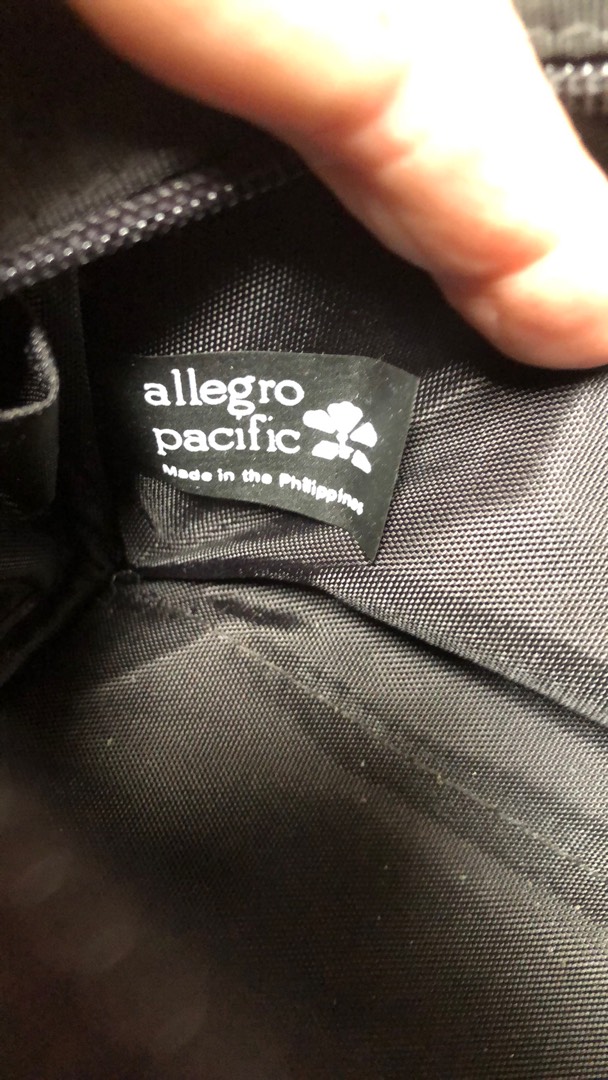 allegro
pacific
Made in the Philippines